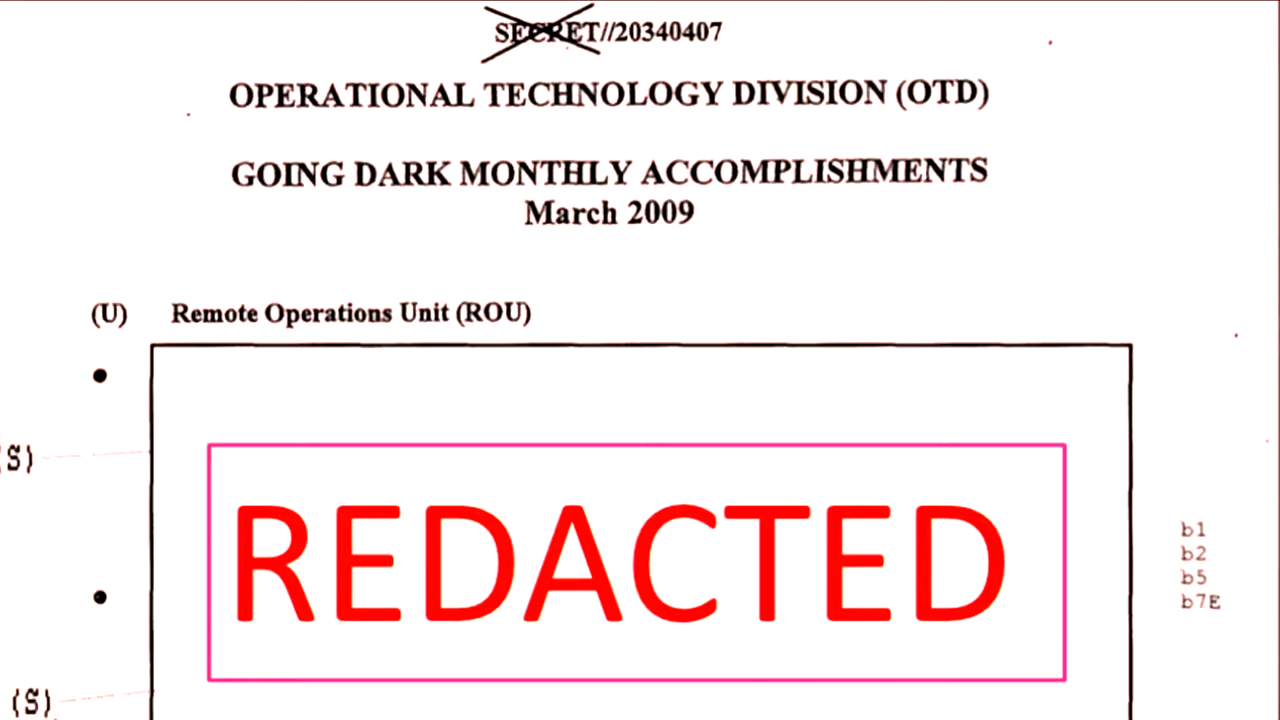 SECRET//20340407
OPERATIONAL TECHNOLOGY DIVISION (OTD)
GOING DARK MONTHLY ACCOMPLISHMENTS
March 2009
(U) Remote Operations Unit (ROU)
(S)
REDACTED
b1
b2
b5
b7E
(S)